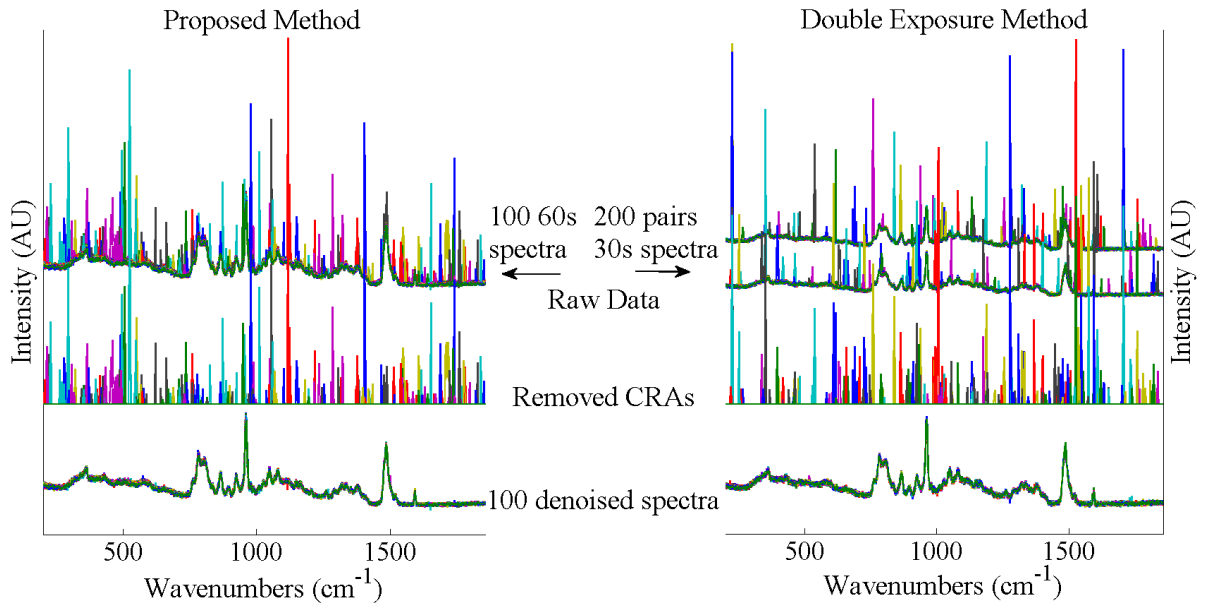 Proposed Method
Double Exposure Method
Intensity (AU)
100 60s
spectra
200 pairs
30s spectra
Raw Data
Removed CRAs
100 denoised spectra
Intensity (AU)
500
1000
1500
500
1000
1500
Wavenumbers (cm⁻¹)
Wavenumbers (cm⁻¹)